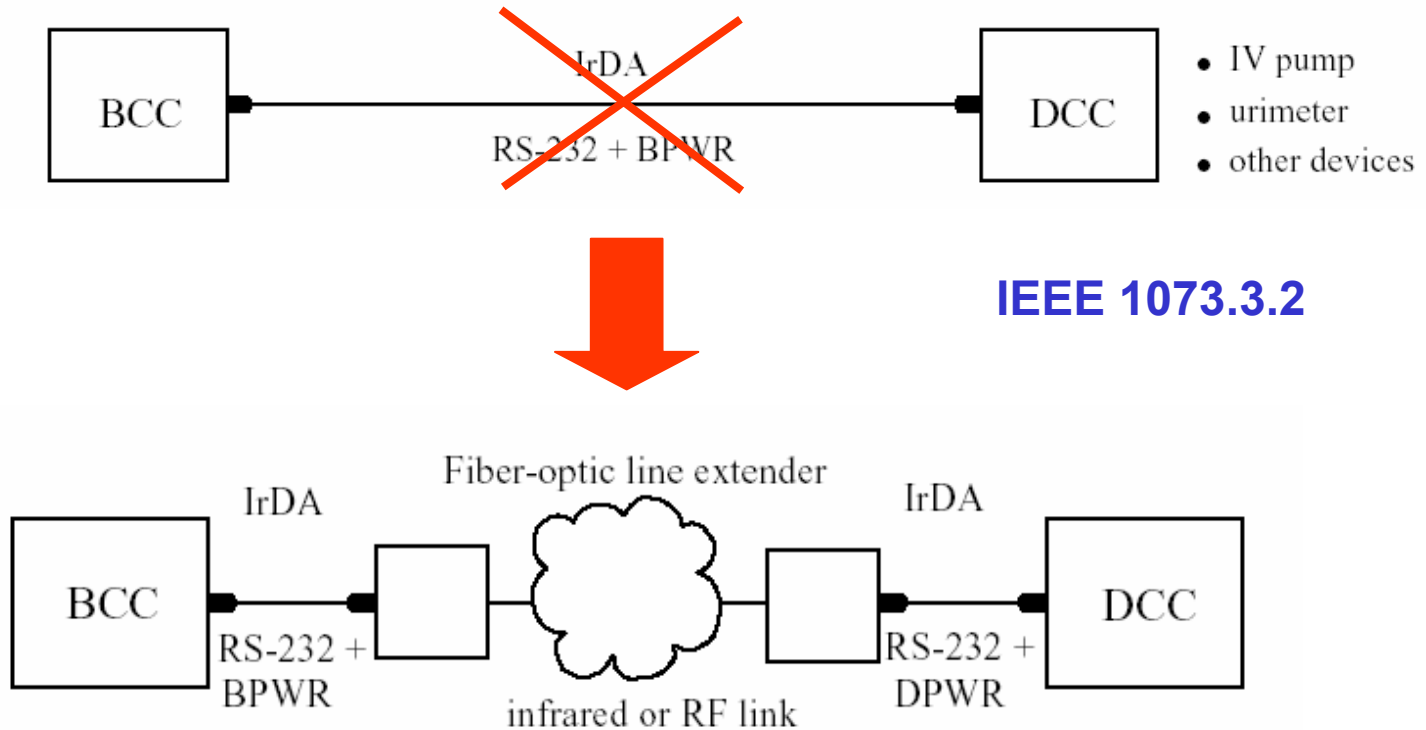 BCC
IrDA
RS-232 + BPWR
DCC
• IV pump
• urimeter
• other devices
IEEE 1073.3.2
Fiber-optic line extender
IrDA
IrDA
BCC
DCC
RS-232 +
BPWR
RS-232 +
DPWR
infrared or RF link